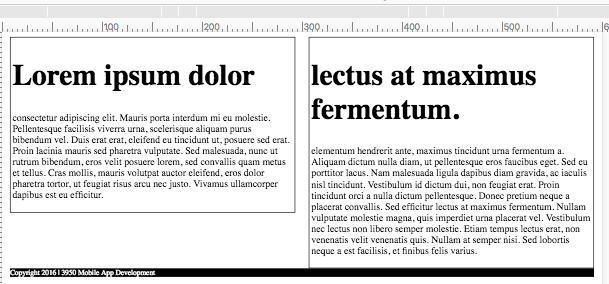 100 200 300 400 500
Lorem ipsum dolor
consectetur adipiscing elit. Mauris porta interdum mi eu molestie.
Pellentesque facilisis viverra urna, scelerisque aliquam purus
bibendum vel. Duis erat erat, eleifend eu tincidunt ut, posuere sed erat.
Proin lacinia mauris sed pharetra vulputate. Sed malesuada, nunc ut
rutrum bibendum, eros velit posuere lorem, sed convallis quam metus
et tellus. Cras mollis, mauris volutpat auctor eleifend, eros dolor
pharetra tortor, ut feugiat risus arcu nec justo. Vivamus ullamcorper
dapibus est eu efficitur.
lectus at maximus
fermentum.
elementum hendrerit ante, maximus tincidunt urna fermentum a.
Aliquam dictum nulla diam, ut pellentesque eros faucibus eget. Sed eu
porttitor lacus. Nam malesuada ligula dapibus diam gravida, ac iaculis
nisl tincidunt. Vestibulum id dictum dui, non feugiat erat. Proin
tincidunt orci a nulla dictum pellentesque. Donec pretium neque a
placerat convallis. Sed efficitur lectus at maximus fermentum. Nullam
vulputate molestie magna, quis imperdiet urna placerat vel. Vestibulum
nec lectus non libero semper molestie. Etiam tempus lectus erat, non
venenatis velit venenatis quis. Nullam at semper nisi. Sed lobortis
neque a est facilisis, et finibus felis varius.
Copyright 2016 | 3950 Mobile App Development